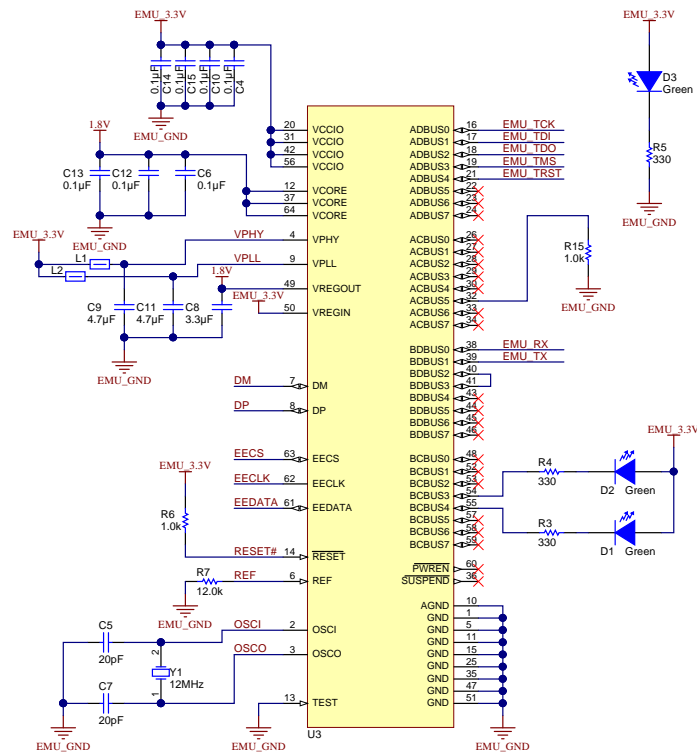 EMU_3.3V
0.1µF
C14
0.1µF
C15
0.1µF
C10
0.1µF
C4
EMU_GND
1.8V
C13
0.1µF
C12
0.1µF
C6
0.1µF
EMU_GND
EMU_3.3V
L1
L2
VPHY
VPLL
C9
4.7µF
C11
4.7µF
C8
3.3µF
1.8V
EMU_3.3V
EMU_GND
DM
DP
EECS
EECLK
EEDATA
EMU_3.3V
R6
1.0k
RESET#
R7
12.0k
REF
EMU_GND
C5
20pF
OSCI
OSCO
2
Y1
1
12MHz
C7
20pF
EMU_GND
EMU_GND
20 VCCIO
31 VCCIO
42 VCCIO
56 VCCIO
12 VCORE
37 VCORE
64 VCORE
4 VPHY
9 VPLL
49 VREGOUT
50 VREGIN
7 DM
8 DP
63 EECS
62 EECLK
61 EEDATA
14 RESET
6 REF
2 OSCI
3 OSCO
13 TEST
U3
ADBUS0 16 EMU_TCK
ADBUS1 17 EMU_TDI
ADBUS2 18 EMU_TDO
ADBUS3 19 EMU_TMS
ADBUS4 21 EMU_TRST
ADBUS5 22
ADBUS6 23
ADBUS7 24
ACBUS0 26
ACBUS1 27
ACBUS2 28
ACBUS3 29
ACBUS4 30
ACBUS5 32
ACBUS6 33
ACBUS7 34
BDBUS0 38 EMU_RX
BDBUS1 39 EMU_TX
BDBUS2 40
BDBUS3 41
BDBUS4 43
BDBUS5 44
BDBUS6 45
BDBUS7 46
BCBUS0 48
BCBUS1 52
BCBUS2 53
BCBUS3 54
BCBUS4 55
BCBUS5 57
BCBUS6 58
BCBUS7 59
PWREN 60
SUSPEND 36
AGND 10
GND 1
GND 5
GND 11
GND 15
GND 25
GND 35
GND 47
GND 51
EMU_GND
EMU_3.3V
D3
Green
R5
330
EMU_GND
R15
1.0k
EMU_GND
EMU_3.3V
R4
330
D2 Green
R3
330
D1 Green